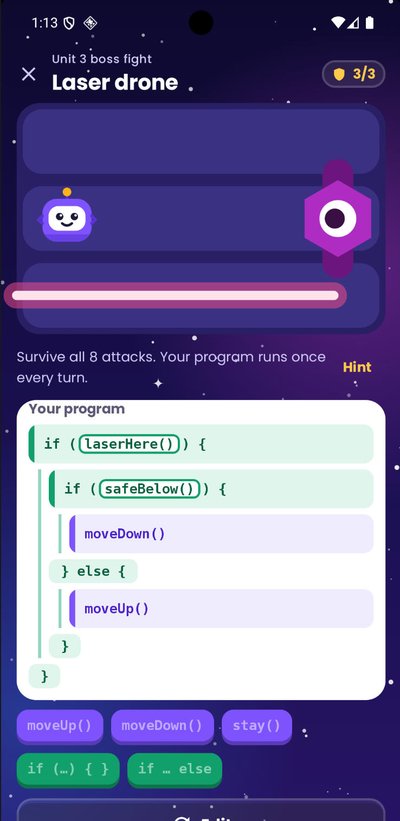 1:13
Unit 3 boss fight
Laser drone
3/3
Survive all 8 attacks. Your program runs once
every turn.
Hint
Your program
if (laserHere()) {
if (safeBelow()) {
moveDown()
} else {
moveUp()
}
}
moveUp() moveDown() stay()
if (…) { } if … else